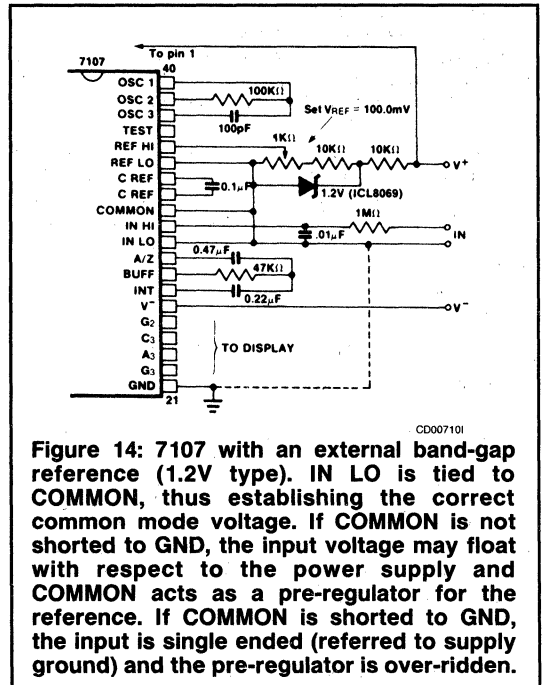 To pin 1
7107
40
OSC 1
OSC 2
100KΩ
OSC 3
100pF
Set VREF = 100.0mV
TEST
REF HI
1KΩ
10KΩ
10KΩ
REF LO
V+
C REF
0.1μF
1.2V (ICL8069)
C REF
COMMON
1MΩ
IN HI
.01μF
IN
IN LO
0.47μF
A/Z
BUFF
47KΩ
INT
0.22μF
V−
V−
G2
C3
TO DISPLAY
A3
G3
GND
21
CD00710I
Figure 14: 7107 with an external band-gap
reference (1.2V type). IN LO is tied to
COMMON, thus establishing the correct
common mode voltage. If COMMON is not
shorted to GND, the input voltage may float
with respect to the power supply and
COMMON acts as a pre-regulator for the
reference. If COMMON is shorted to GND,
the input is single ended (referred to supply
ground) and the pre-regulator is over-ridden.